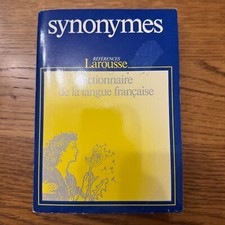 synonymes
RÉFÉRENCES
Larousse
dictionnaire
de la langue française